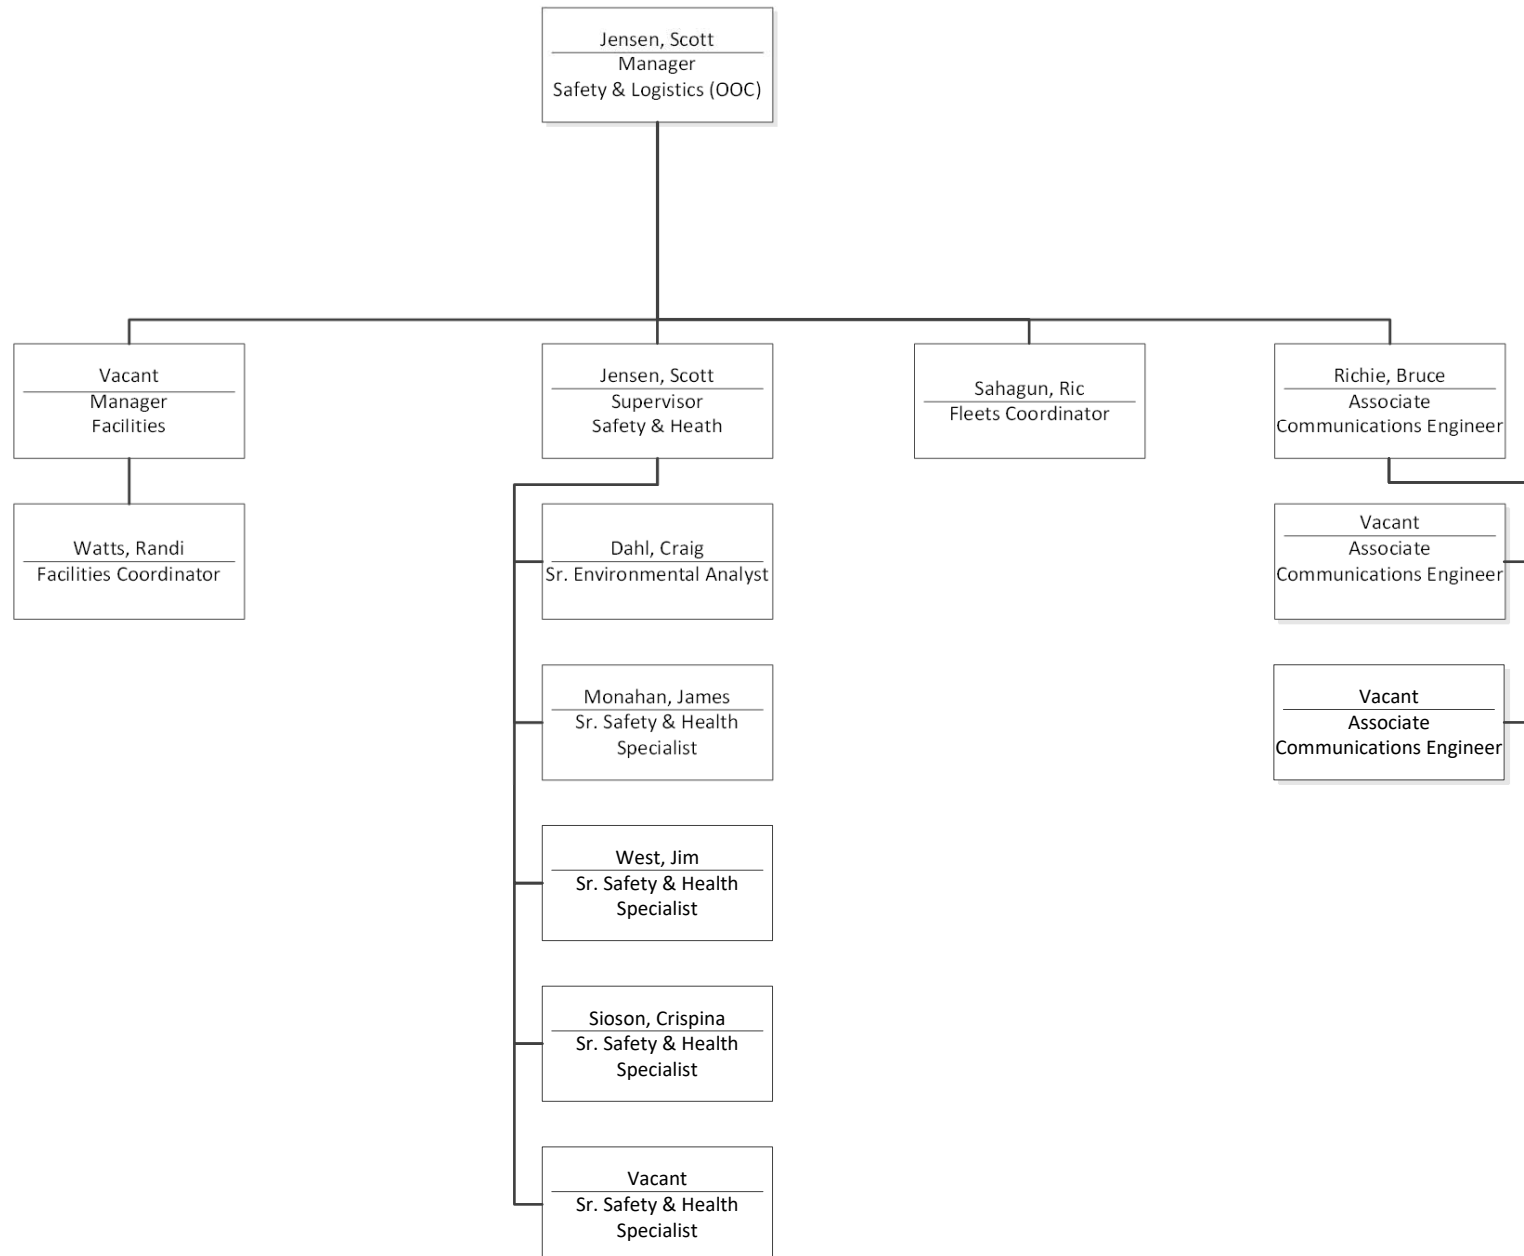 Jensen, Scott
Manager
Safety & Logistics (OOC)
Vacant
Manager
Facilities
Jensen, Scott
Supervisor
Safety & Heath
Sahagun, Ric
Fleets Coordinator
Richie, Bruce
Associate
Communications Engineer
Watts, Randi
Facilities Coordinator
Dahl, Craig
Sr. Environmental Analyst
Vacant
Associate
Communications Engineer
Monahan, James
Sr. Safety & Health
Specialist
Vacant
Associate
Communications Engineer
West, Jim
Sr. Safety & Health
Specialist
Sioson, Crispina
Sr. Safety & Health
Specialist
Vacant
Sr. Safety & Health
Specialist